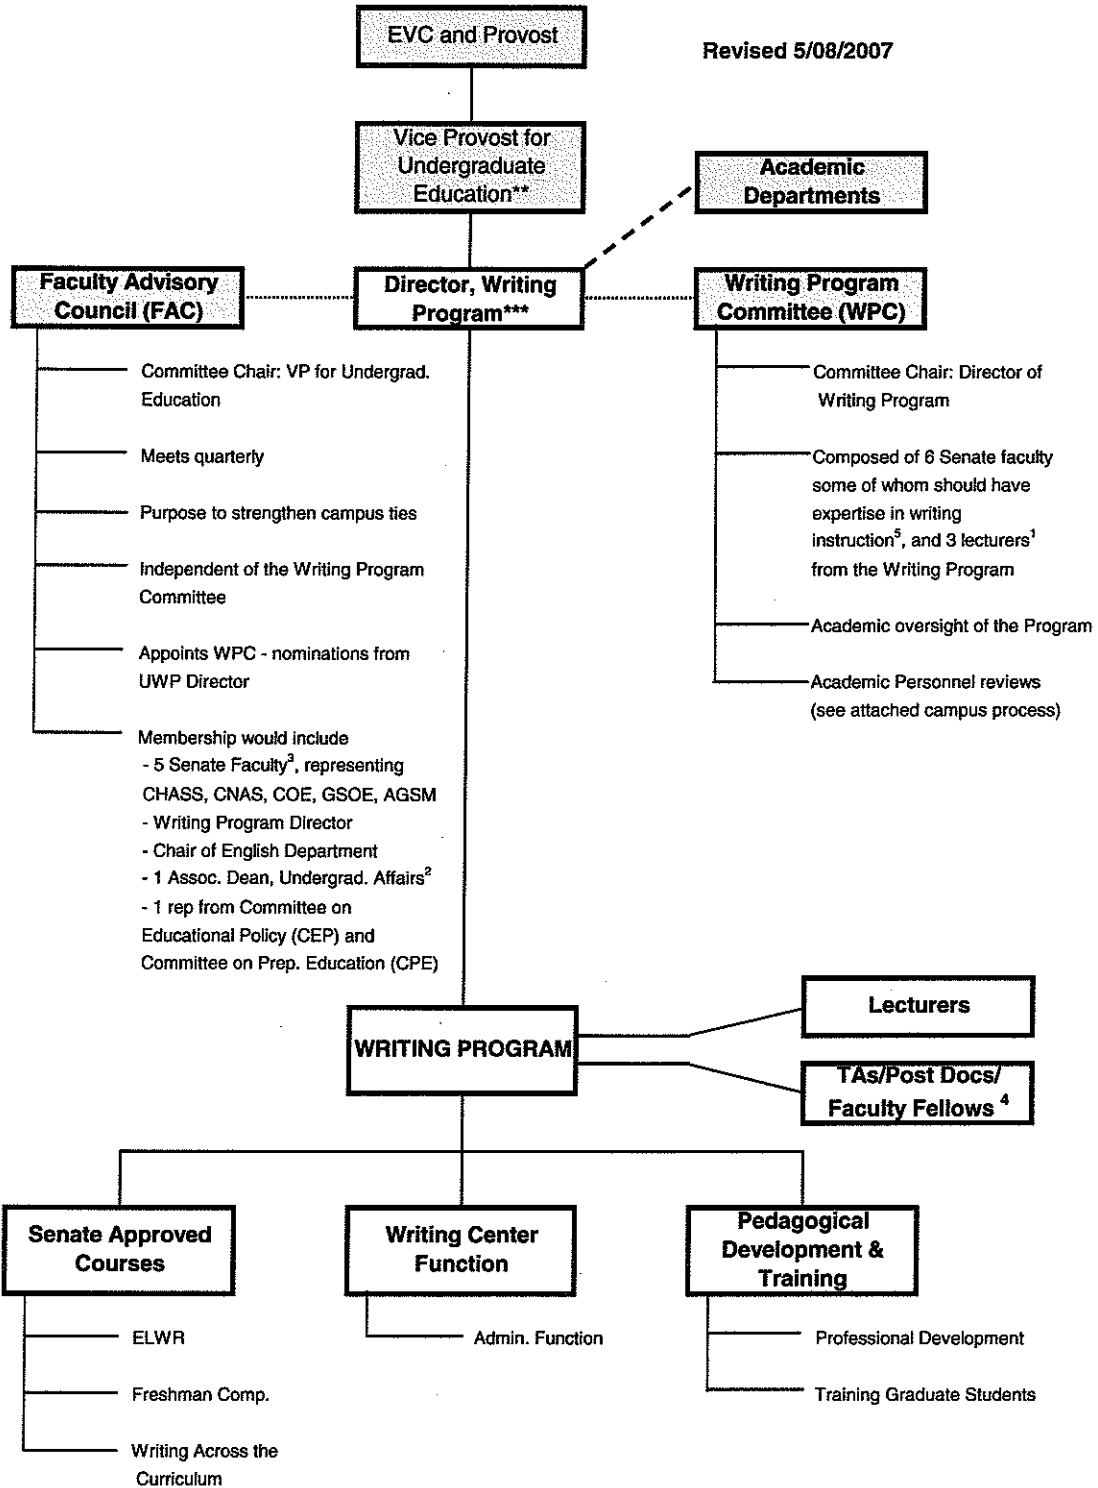 EVC and Provost
Revised 5/08/2007
Vice Provost for
Undergraduate
Education**
Academic
Departments
Faculty Advisory
Council (FAC)
Director, Writing
Program***
Writing Program
Committee (WPC)
Committee Chair: VP for Undergrad.
Education
Meets quarterly
Purpose to strengthen campus ties
Independent of the Writing Program
Committee
Appoints WPC - nominations from
UWP Director
Membership would include
- 5 Senate Faculty³, representing
CHASS, CNAS, COE, GSOE, AGSM
- Writing Program Director
- Chair of English Department
- 1 Assoc. Dean, Undergrad. Affairs²
- 1 rep from Committee on
Educational Policy (CEP) and
Committee on Prep. Education (CPE)
Committee Chair: Director of
Writing Program
Composed of 6 Senate faculty
some of whom should have
expertise in writing
instruction⁵, and 3 lecturers¹
from the Writing Program
Academic oversight of the Program
Academic Personnel reviews
(see attached campus process)
WRITING PROGRAM
Lecturers
TAs/Post Docs/
Faculty Fellows ⁴
Senate Approved
Courses
Writing Center
Function
Pedagogical
Development &
Training
ELWR
Freshman Comp.
Writing Across the
Curriculum
Admin. Function
Professional Development
Training Graduate Students